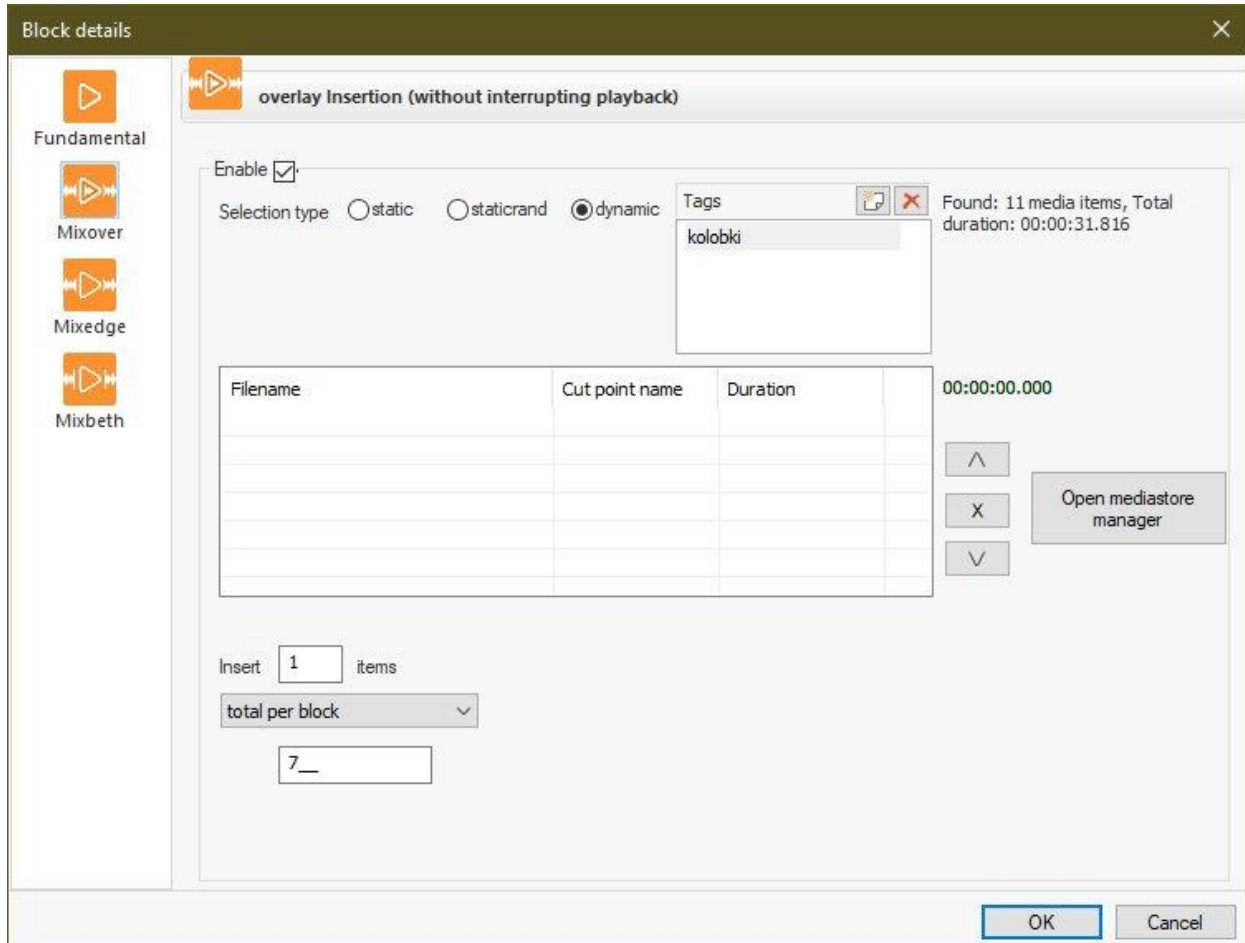 Block details
Fundamental
Mixover
Mixedge
Mixbeth
overlay Insertion (without interrupting playback)
Enable
Selection type static staticrand dynamic
Tags
kolobki
Found: 11 media items, Total
duration: 00:00:31.816
Filename Cut point name Duration
00:00:00.000
X
Open mediastore
manager
Insert 1 items
total per block
7__
OK Cancel